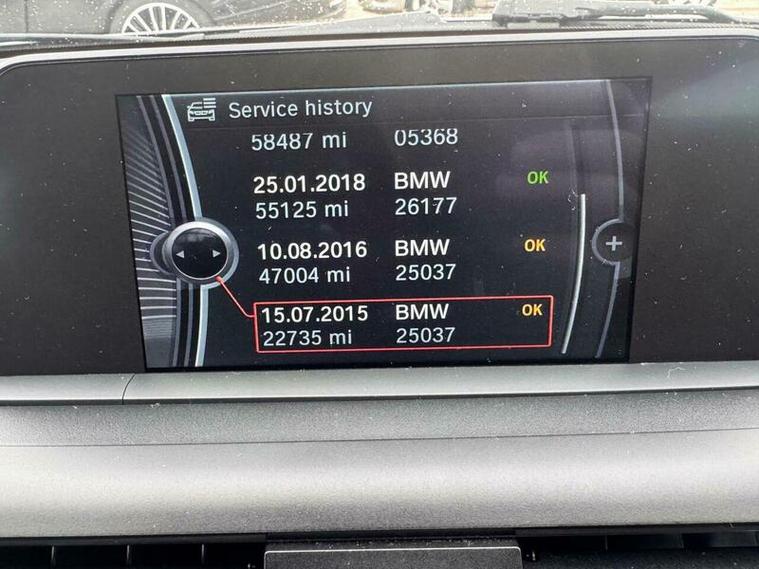 Service history
58487 mi 05368
25.01.2018 BMW OK
55125 mi 26177
10.08.2016 BMW OK
47004 mi 25037
15.07.2015 BMW OK
22735 mi 25037